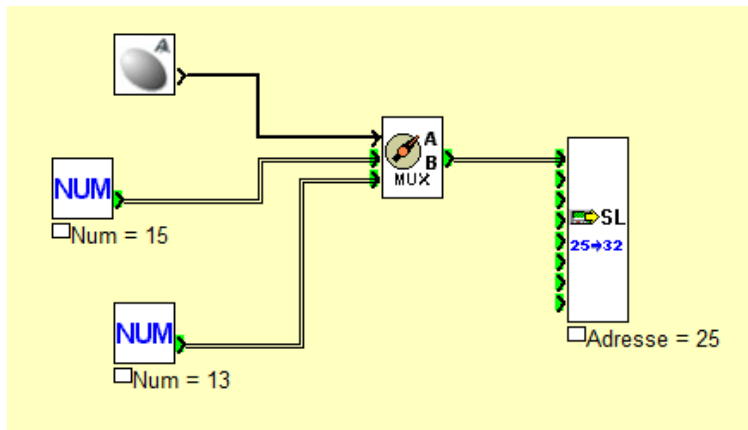 A
A
B
MUX
NUM
Num = 15
SL
25→32
NUM
Adresse = 25
Num = 13